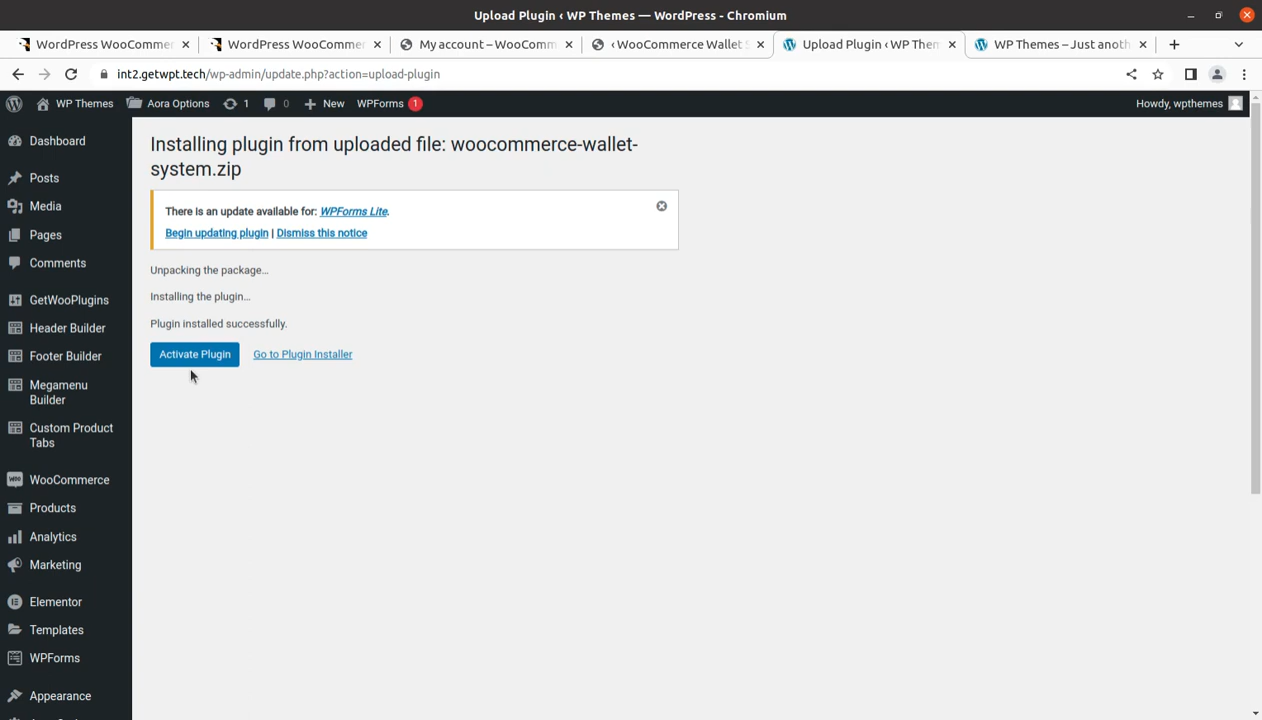 Upload Plugin ‹ WP Themes — WordPress - Chromium
WordPress WooCommer
WordPress WooCommer
My account – WooComm
‹ WooCommerce Wallet S
Upload Plugin ‹ WP Them
WP Themes – Just anoth
int2.getwpt.tech/wp-admin/update.php?action=upload-plugin
WP Themes
Aora Options
1
0
New
WPForms 1
Howdy, wpthemes
Dashboard
Posts
Media
Pages
Comments
GetWooPlugins
Header Builder
Footer Builder
Megamenu
Builder
Custom Product
Tabs
WooCommerce
Products
Analytics
Marketing
Elementor
Templates
WPForms
Appearance
Installing plugin from uploaded file: woocommerce-wallet-
system.zip
There is an update available for: WPForms Lite.
Begin updating plugin | Dismiss this notice
Unpacking the package…
Installing the plugin…
Plugin installed successfully.
Activate Plugin
Go to Plugin Installer